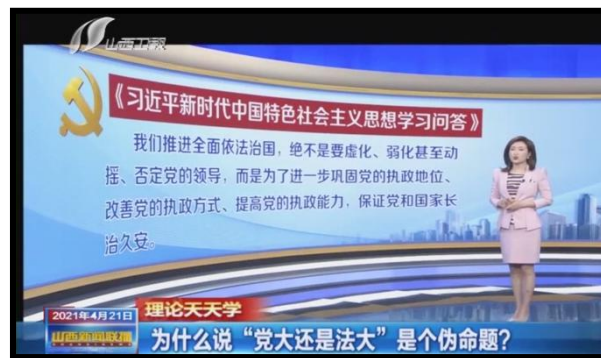 山西卫视
《习近平新时代中国特色社会主义思想学习问答》
我们推进全面依法治国，绝不是要虚化、弱化甚至动
摇、否定党的领导，而是为了进一步巩固党的执政地位、
改善党的执政方式、提高党的执政能力，保证党和国家长
治久安。
2021年4月21日
理论天天学
山西新闻联播
为什么说“党大还是法大”是个伪命题？